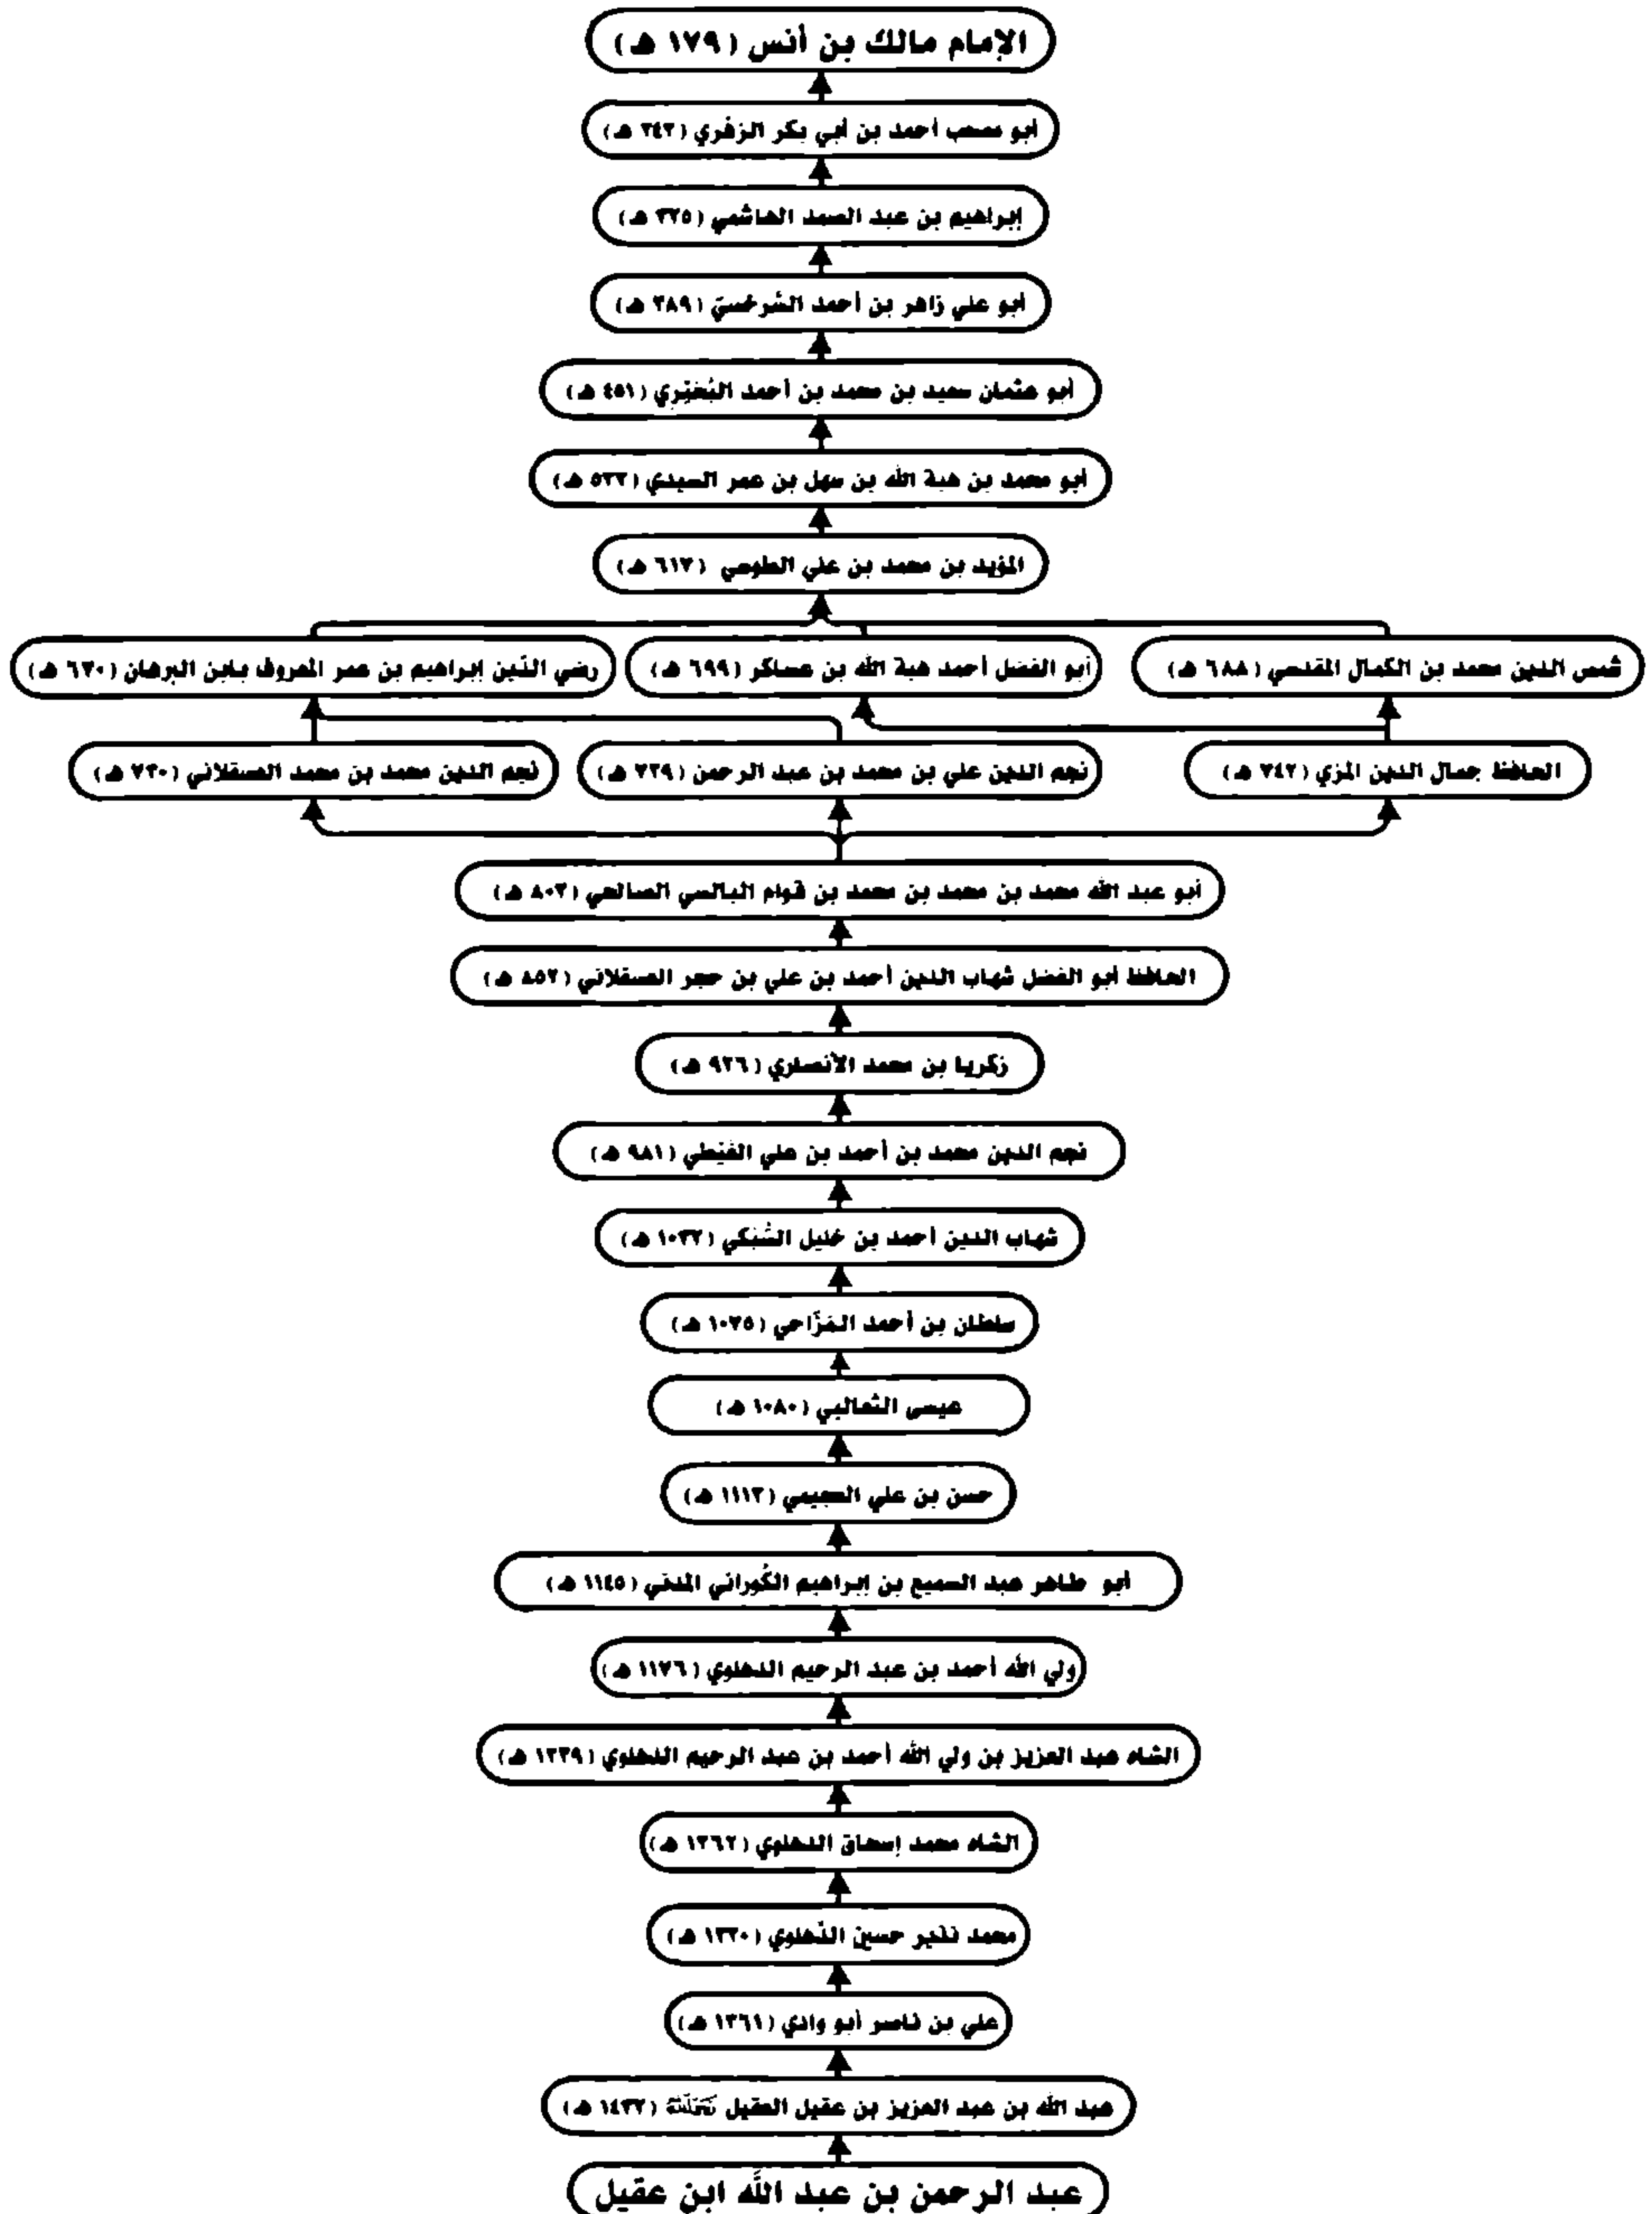 الإمام مالك بن أنس (١٧٩ هـ)
أبو مصعب أحمد بن أبي بكر الزهري (٢٤٢ هـ)
إبراهيم بن عبد الصمد الهاشمي (٣٢٥ هـ)
أبو علي زاهر بن أحمد السَّرخسيّ (٣٨٩ هـ)
أبو عثمان سعيد بن محمد بن أحمد البُحَيْرِي (٤٥١ هـ)
أبو محمد بن هبة الله بن سهل بن عمر السيدي (٥٣٣ هـ)
المؤيد بن محمد بن علي الطوسي (٦١٧ هـ)
شمس الدين محمد بن الكمال المقدسي (٦٨٨ هـ)
أبو الفضل أحمد هبة الله بن عساكر (٦٩٩ هـ)
رضي الدّين إبراهيم بن عمر المعروف بابن البرهان (٦٦٤ هـ)
الحافظ جمال الدين المزي (٧٤٢ هـ)
نجم الدين علي بن محمد بن عبد الرحمن (٧٢٩ هـ)
نجم الدين محمد بن محمد العسقلاني (٧٣٠ هـ)
أبو عبد الله محمد بن محمد بن محمد بن قوام البالسي الصالحي (٨٠٣ هـ)
الحافظ أبو الفضل شهاب الدين أحمد بن علي بن حجر العسقلاني (٨٥٢ هـ)
زكريا بن محمد الأنصاري (٩٢٦ هـ)
نجم الدين محمد بن أحمد بن علي الغَيْطي (٩٨١ هـ)
شهاب الدين أحمد بن خليل السُّبكي (١٠٣٢ هـ)
سلطان بن أحمد المَزَّاحي (١٠٧٥ هـ)
عيسى الثعالبي (١٠٨٠ هـ)
حسن بن علي العجيمي (١١١٣ هـ)
أبو طاهر عبد السميع بن إبراهيم الكُوراني المدني (١١٤٥ هـ)
ولي الله أحمد بن عبد الرحيم الدهلوي (١١٧٦ هـ)
الشاه عبد العزيز بن ولي الله أحمد بن عبد الرحيم الدهلوي (١٢٣٩ هـ)
الشاه محمد إسحاق الدهلوي (١٢٦٢ هـ)
محمد نذير حسين الدِّهلوي (١٣٢٠ هـ)
علي بن ناصر أبو وادي (١٣٦١ هـ)
عبد الله بن عبد العزيز بن عقيل العقيل رَحِمَهُ اللهُ (١٤٣٢ هـ)
عبد الرحمن بن عبد اللَّه ابن عقيل